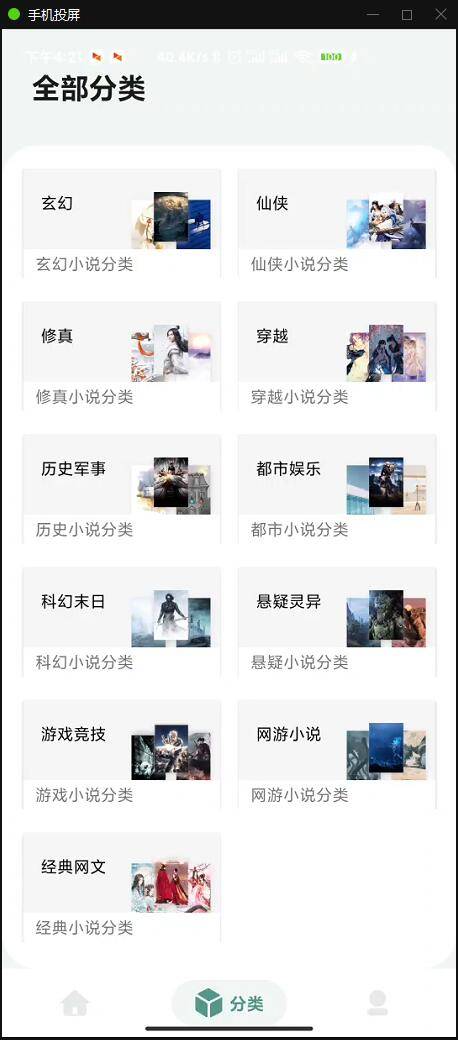 手机投屏
下午4:21 40.4K/s 100
全部分类
玄幻
仙侠
玄幻小说分类
仙侠小说分类
修真
穿越
修真小说分类
穿越小说分类
历史军事
都市娱乐
历史小说分类
都市小说分类
科幻末日
悬疑灵异
科幻小说分类
悬疑小说分类
游戏竞技
网游小说
游戏小说分类
网游小说分类
经典网文
经典小说分类
分类